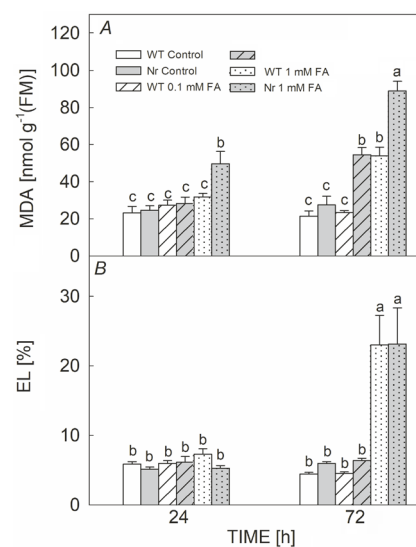 A
120
100
80
60
40
20
0
MDA [nmol g-1(FM)]
WT Control
Nr Control
WT 0.1 mM FA
WT 1 mM FA
Nr 1 mM FA
c c c c c b
c c c b b a
B
30
20
10
0
EL [%]
b b b b b b
b b b b a a
24 72
TIME [h]